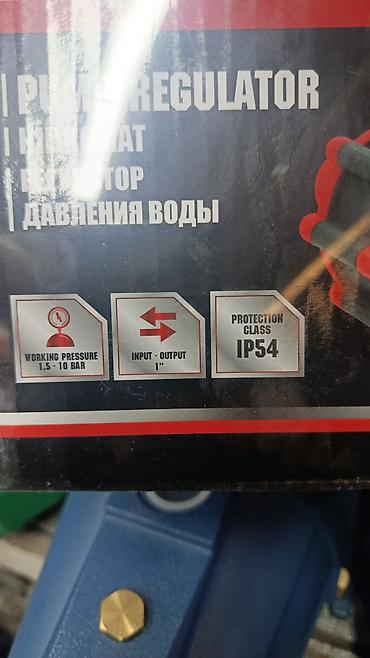 REGULATOR
ДАВЛЕНИЯ ВОДЫ
WORKING PRESSURE
1.5 - 10 BAR
INPUT - OUTPUT
1"
PROTECTION
CLASS
IP54